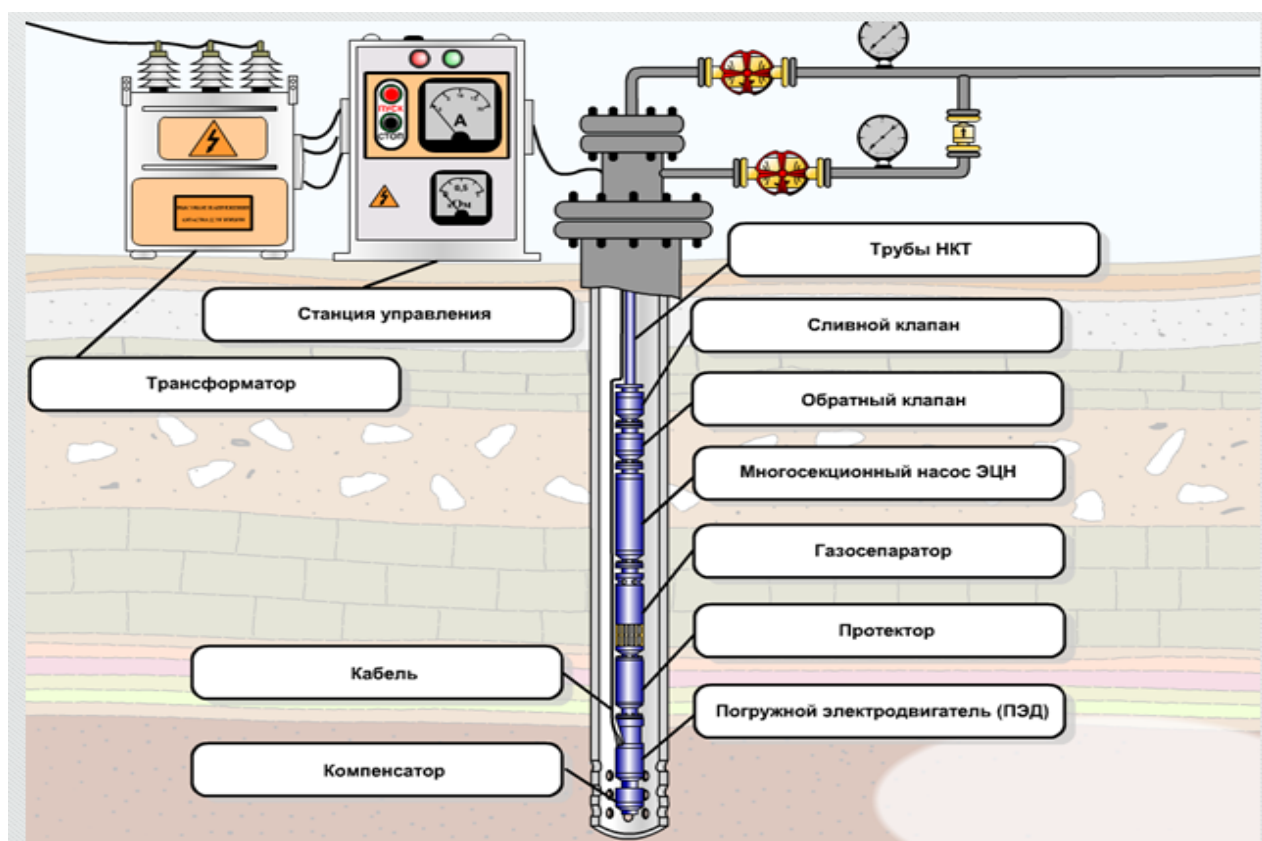 ПУСК
СТОП
А
0,5
кОм
Трубы НКТ
Станция управления
Сливной клапан
Трансформатор
Обратный клапан
Многосекционный насос ЭЦН
Газосепаратор
Протектор
Кабель
Погружной электродвигатель (ПЭД)
Компенсатор